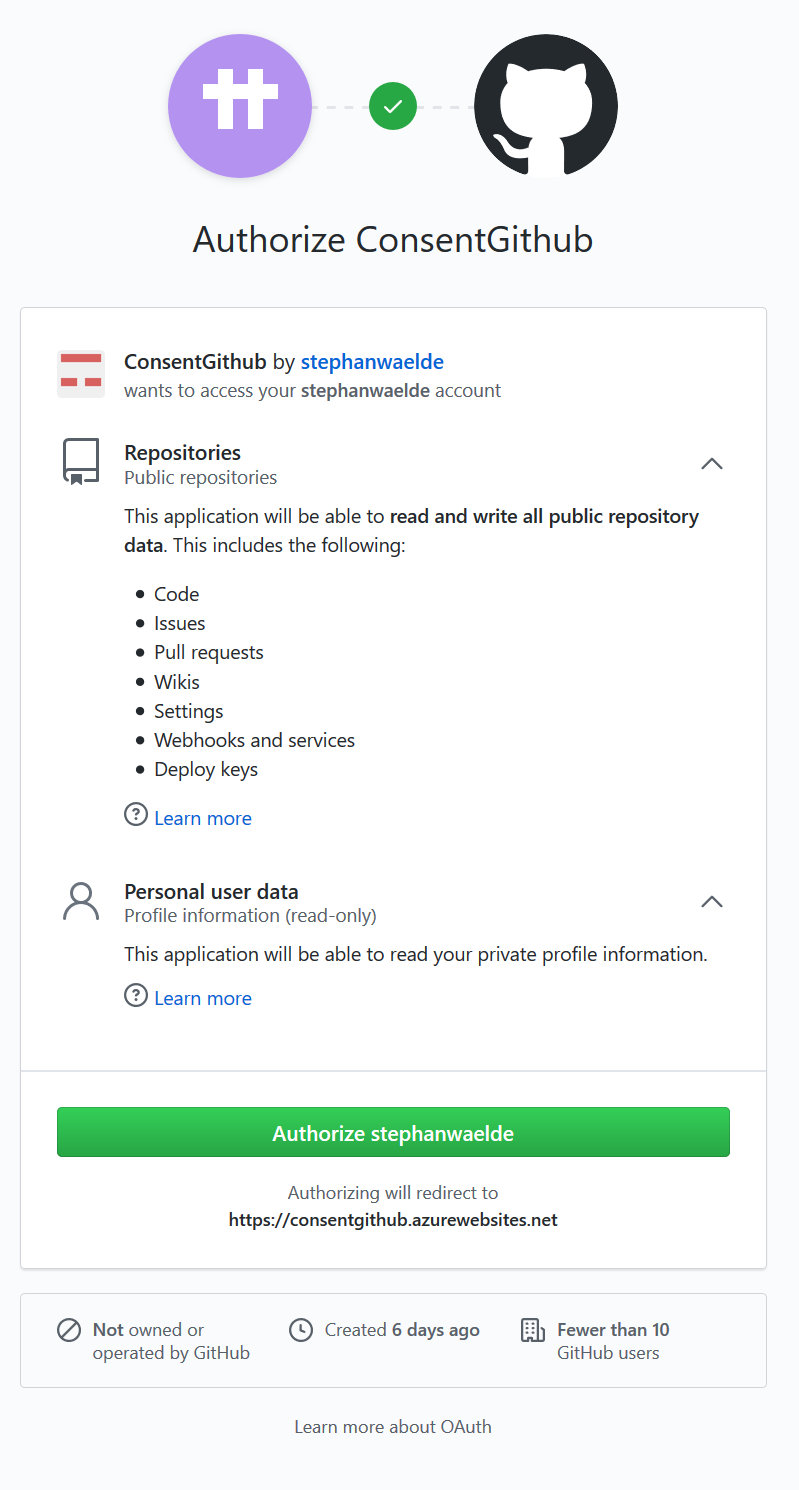 Authorize ConsentGithub
ConsentGithub by stephanwaelde
wants to access your stephanwaelde account
Repositories
Public repositories
This application will be able to read and write all public repository
data. This includes the following:
Code
Issues
Pull requests
Wikis
Settings
Webhooks and services
Deploy keys
Learn more
Personal user data
Profile information (read-only)
This application will be able to read your private profile information.
Learn more
Authorize stephanwaelde
Authorizing will redirect to
https://consentgithub.azurewebsites.net
Not owned or
operated by GitHub
Created 6 days ago
Fewer than 10
GitHub users
Learn more about OAuth